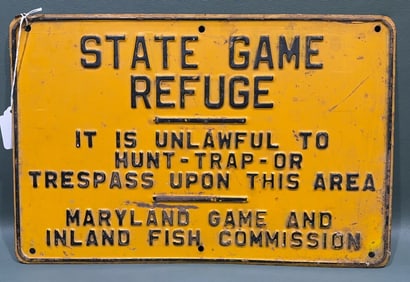 STATE GAME
REFUGE
IT IS UNLAWFUL TO
HUNT-TRAP-OR
TRESPASS UPON THIS AREA
MARYLAND GAME AND
INLAND FISH COMMISSION